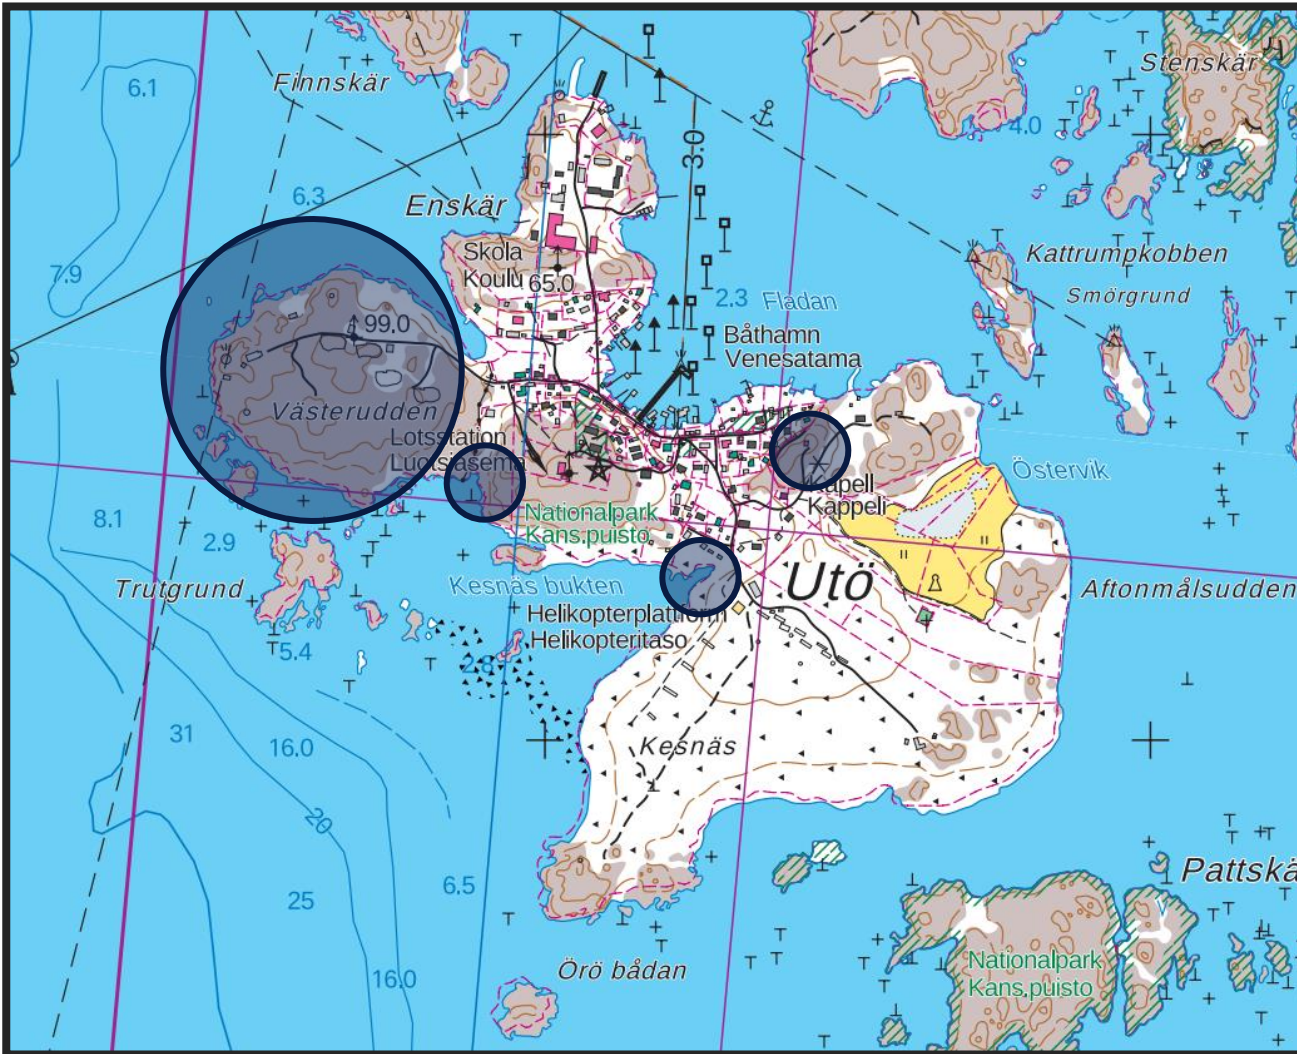 6.1
Finnskär
Stenskär
4.0
3.0
6.3
Enskär
Skola
Koulu
65.0
Kattrumpkobben
7.9
2.3
Fladan
Smörgrund
99.0
Båthamn
Venesatama
Västerudden
Lotsstation
Luotsiasema
Östervik
Kapell
Kappeli
8.1
Nationalpark
Kans.puisto
2.9
Trutgrund
Kesnäs bukten
Utö
Aftonmålsudden
Helikopterplattform
Helikopteritaso
5.4
2.8
31
16.0
Kesnäs
20
Pattskä
6.5
25
Örö bådan
Nationalpark
Kans.puisto
16.0